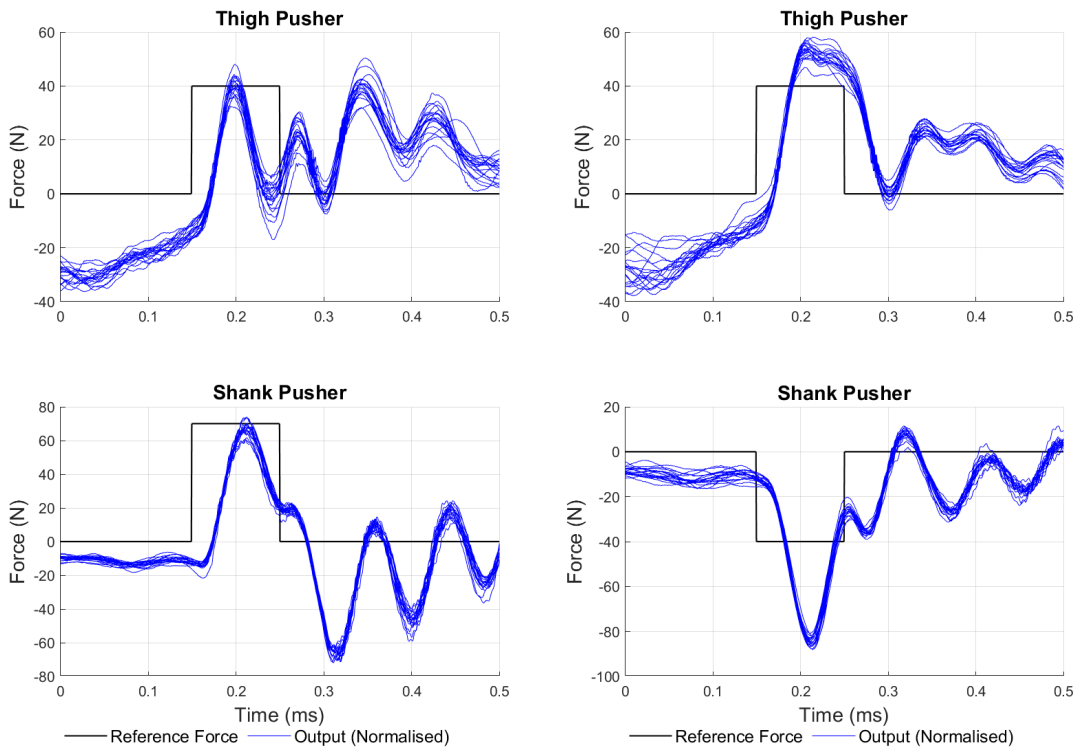 Thigh Pusher
Force (N)
60
40
20
0
-20
-40
0 0.1 0.2 0.3 0.4 0.5
Thigh Pusher
Force (N)
60
40
20
0
-20
-40
0 0.1 0.2 0.3 0.4 0.5
Shank Pusher
Force (N)
80
60
40
20
0
-20
-40
-60
-80
0 0.1 0.2 0.3 0.4 0.5
Time (ms)
Reference Force Output (Normalised)
Shank Pusher
Force (N)
20
0
-20
-40
-60
-80
-100
0 0.1 0.2 0.3 0.4 0.5
Time (ms)
Reference Force Output (Normalised)